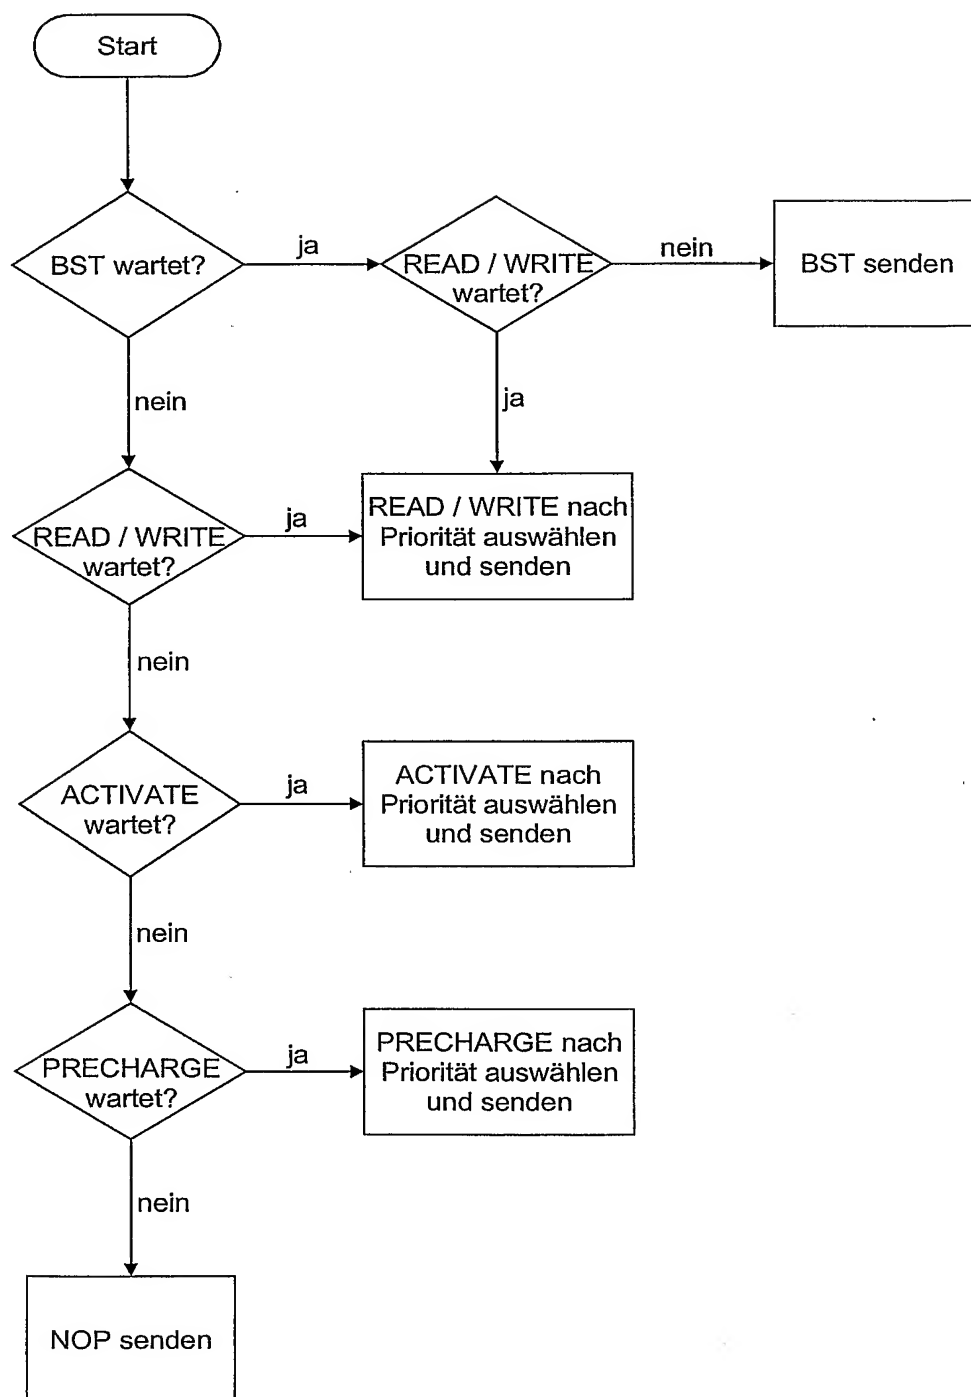 Start
BST wartet?
ja
READ / WRITE
wartet?
nein
BST senden
nein
ja
READ / WRITE
wartet?
ja
READ / WRITE nach
Priorität auswählen
und senden
nein
ACTIVATE
wartet?
ja
ACTIVATE nach
Priorität auswählen
und senden
nein
PRECHARGE
wartet?
ja
PRECHARGE nach
Priorität auswählen
und senden
nein
NOP senden